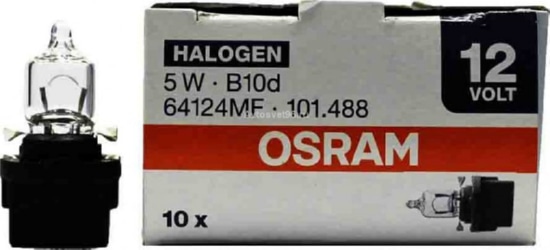 HALOGEN
5 W · B10d
64124MF · 101.488
12
VOLT
OSRAM
10 x